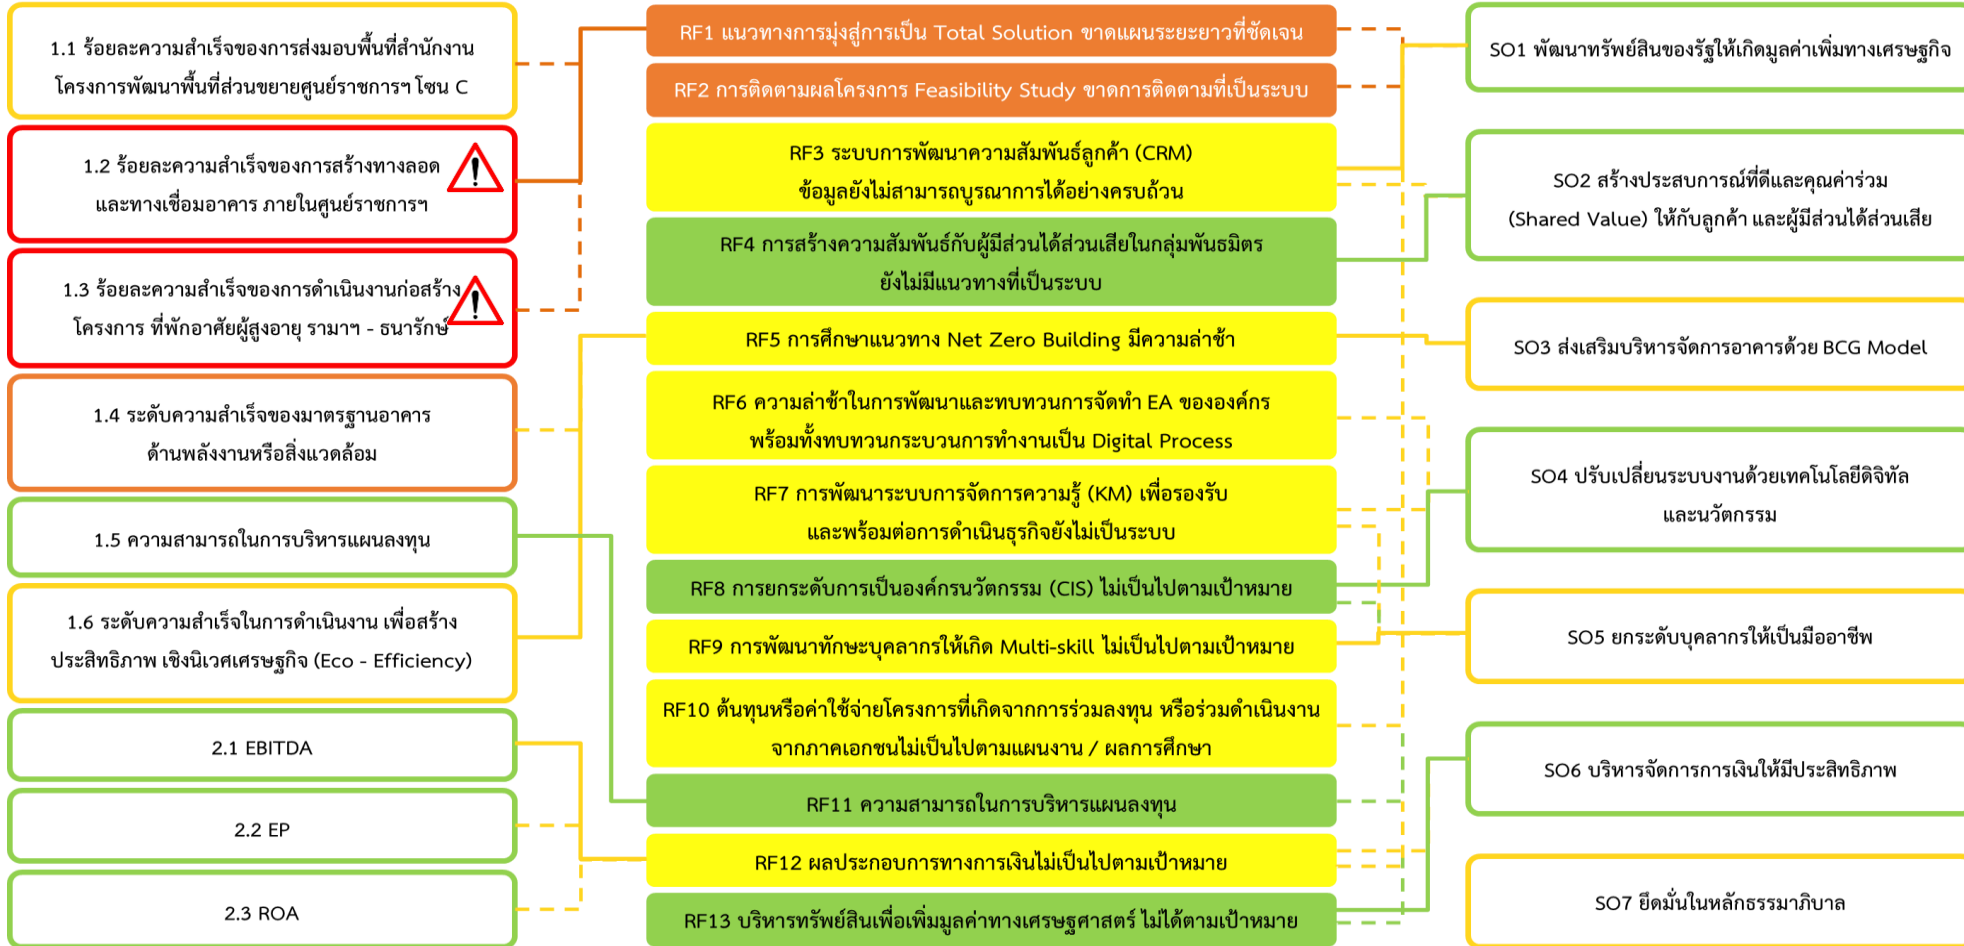 1.1 ร้อยละความสำเร็จของการส่งมอบพื้นที่สำนักงาน
โครงการพัฒนาพื้นที่ส่วนขยายศูนย์ราชการฯ โซน C
1.2 ร้อยละความสำเร็จของการสร้างทางลอด
และทางเชื่อมอาคาร ภายในศูนย์ราชการฯ
1.3 ร้อยละความสำเร็จของการดำเนินงานก่อสร้าง
โครงการ ที่พักอาศัยผู้สูงอายุ รามาฯ - ธนารักษ์
1.4 ระดับความสำเร็จของมาตรฐานอาคาร
ด้านพลังงานหรือสิ่งแวดล้อม
1.5 ความสามารถในการบริหารแผนลงทุน
1.6 ระดับความสำเร็จในการดำเนินงาน เพื่อสร้าง
ประสิทธิภาพ เชิงนิเวศเศรษฐกิจ (Eco - Efficiency)
2.1 EBITDA
2.2 EP
2.3 ROA
RF1 แนวทางการมุ่งสู่การเป็น Total Solution ขาดแผนระยะยาวที่ชัดเจน
RF2 การติดตามผลโครงการ Feasibility Study ขาดการติดตามที่เป็นระบบ
RF3 ระบบการพัฒนาความสัมพันธ์ลูกค้า (CRM)
ข้อมูลยังไม่สามารถบูรณาการได้อย่างครบถ้วน
RF4 การสร้างความสัมพันธ์กับผู้มีส่วนได้ส่วนเสียในกลุ่มพันธมิตร
ยังไม่มีแนวทางที่เป็นระบบ
RF5 การศึกษาแนวทาง Net Zero Building มีความล่าช้า
RF6 ความล่าช้าในการพัฒนาและทบทวนการจัดทำ EA ขององค์กร
พร้อมทั้งทบทวนกระบวนการทำงานเป็น Digital Process
RF7 การพัฒนาระบบการจัดการความรู้ (KM) เพื่อรองรับ
และพร้อมต่อการดำเนินธุรกิจยังไม่เป็นระบบ
RF8 การยกระดับการเป็นองค์กรนวัตกรรม (CIS) ไม่เป็นไปตามเป้าหมาย
RF9 การพัฒนาทักษะบุคลากรให้เกิด Multi-skill ไม่เป็นไปตามเป้าหมาย
RF10 ต้นทุนหรือค่าใช้จ่ายโครงการที่เกิดจากการร่วมลงทุน หรือร่วมดำเนินงาน
จากภาคเอกชนไม่เป็นไปตามแผนงาน / ผลการศึกษา
RF11 ความสามารถในการบริหารแผนลงทุน
RF12 ผลประกอบการทางการเงินไม่เป็นไปตามเป้าหมาย
RF13 บริหารทรัพย์สินเพื่อเพิ่มมูลค่าทางเศรษฐศาสตร์ ไม่ได้ตามเป้าหมาย
SO1 พัฒนาทรัพย์สินของรัฐให้เกิดมูลค่าเพิ่มทางเศรษฐกิจ
SO2 สร้างประสบการณ์ที่ดีและคุณค่าร่วม
(Shared Value) ให้กับลูกค้า และผู้มีส่วนได้ส่วนเสีย
SO3 ส่งเสริมบริหารจัดการอาคารด้วย BCG Model
SO4 ปรับเปลี่ยนระบบงานด้วยเทคโนโลยีดิจิทัล
และนวัตกรรม
SO5 ยกระดับบุคลากรให้เป็นมืออาชีพ
SO6 บริหารจัดการการเงินให้มีประสิทธิภาพ
SO7 ยึดมั่นในหลักธรรมาภิบาล